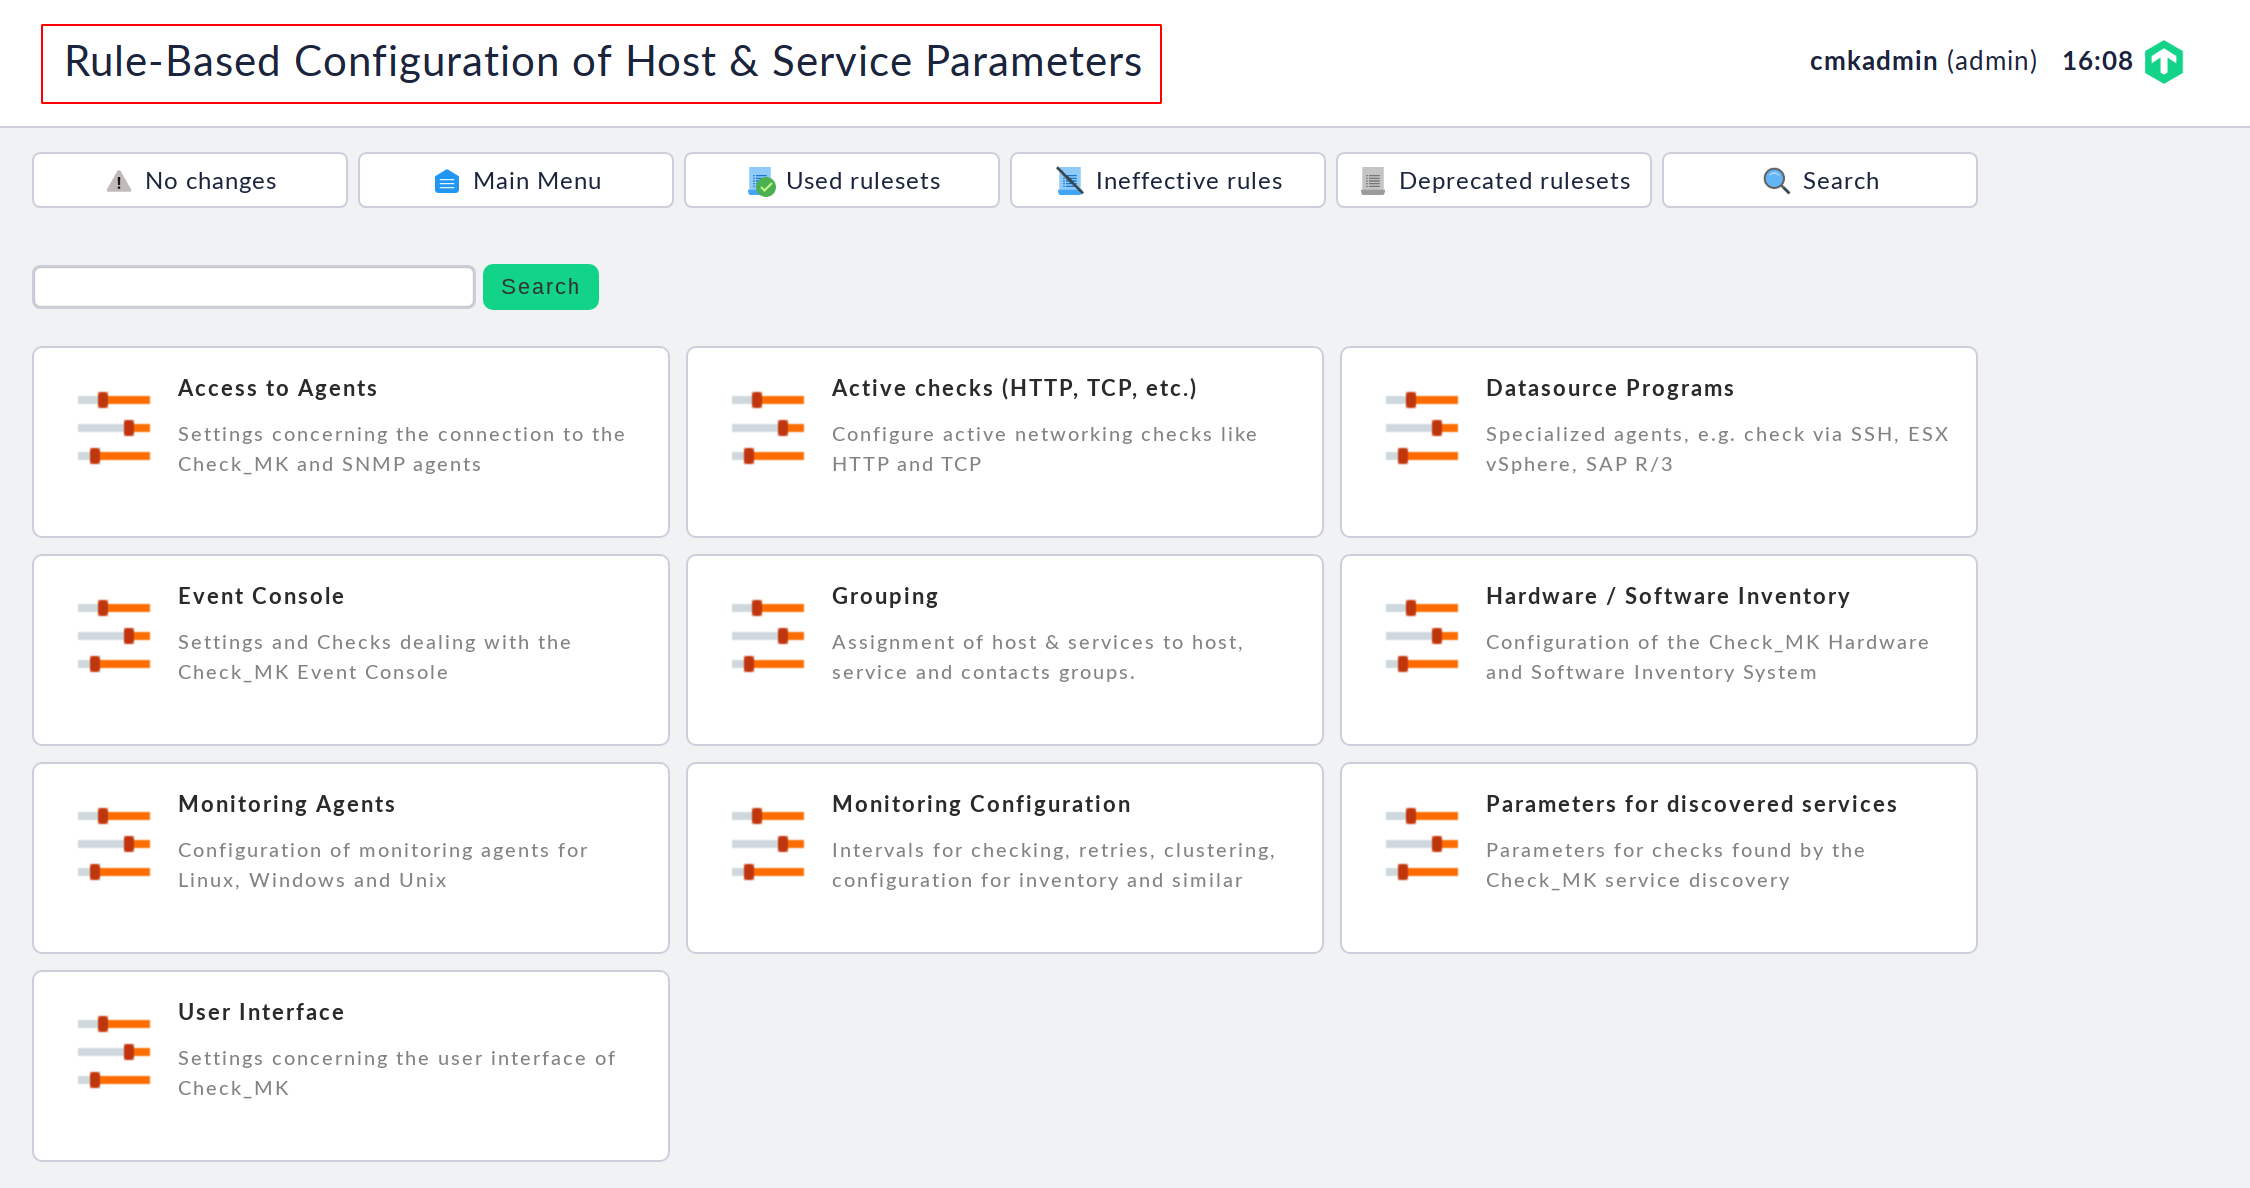 Rule-Based Configuration of Host & Service Parameters
cmkadmin (admin) 16:08
No changes
Main Menu
Used rulesets
Ineffective rules
Deprecated rulesets
Search
Search
Access to Agents
Settings concerning the connection to the
Check_MK and SNMP agents
Active checks (HTTP, TCP, etc.)
Configure active networking checks like
HTTP and TCP
Datasource Programs
Specialized agents, e.g. check via SSH, ESX
vSphere, SAP R/3
Event Console
Settings and Checks dealing with the
Check_MK Event Console
Grouping
Assignment of host & services to host,
service and contacts groups.
Hardware / Software Inventory
Configuration of the Check_MK Hardware
and Software Inventory System
Monitoring Agents
Configuration of monitoring agents for
Linux, Windows and Unix
Monitoring Configuration
Intervals for checking, retries, clustering,
configuration for inventory and similar
Parameters for discovered services
Parameters for checks found by the
Check_MK service discovery
User Interface
Settings concerning the user interface of
Check_MK